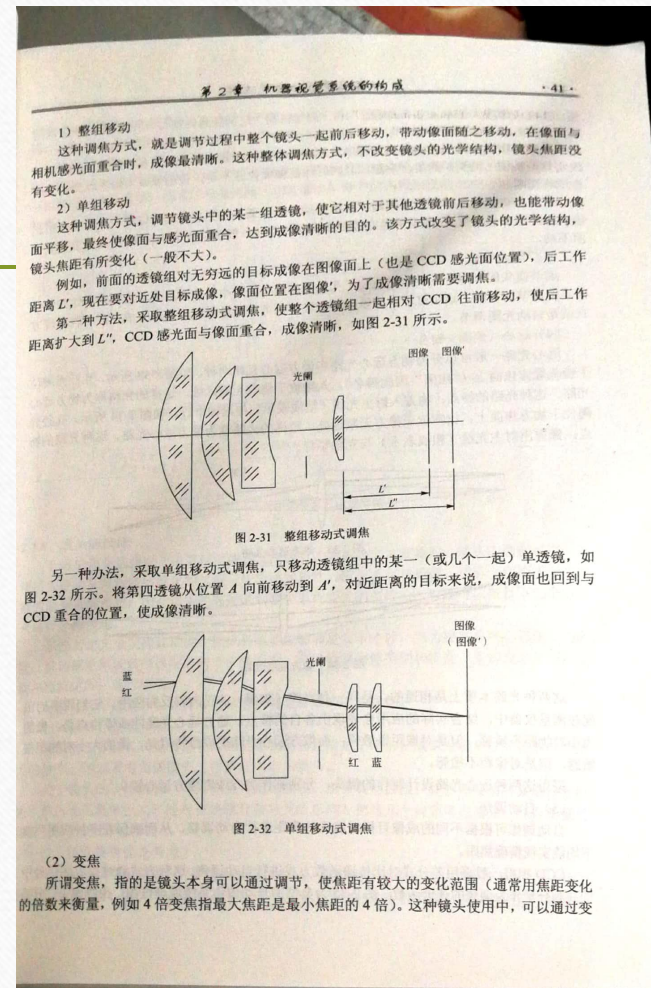 第2章 机器视觉系统的构成 ·41·
1）整组移动
这种调焦方式，就是调节过程中整个镜头一起前后移动，带动像面随之移动，在像面与
相机感光面重合时，成像最清晰。这种整体调焦方式，不改变镜头的光学结构，镜头焦距没
有变化。
2）单组移动
这种调焦方式，调节镜头中的某一组透镜，使它相对于其他透镜前后移动，也能带动像
面平移，最终使像面与感光面重合，达到成像清晰的目的。该方式改变了镜头的光学结构，
镜头焦距有所变化（一般不大）。
例如，前面的透镜组对无穷远的目标成像在图像面上（也是 CCD 感光面位置），后工作
距离 L′，现在要对近处目标成像，像面位置在图像′，为了成像清晰需要调焦。
第一种方法，采取整组移动式调焦，使整个透镜组一起相对 CCD 往前移动，使后工作
距离扩大到 L″，CCD 感光面与像面重合，成像清晰，如图 2-31 所示。
图像 图像′
光阑
L′
L″
图 2-31 整组移动式调焦
另一种办法，采取单组移动式调焦，只移动透镜组中的某一（或几个一起）单透镜，如
图 2-32 所示。将第四透镜从位置 A 向前移动到 A′，对近距离的目标来说，成像面也回到与
CCD 重合的位置，使成像清晰。
图像
（图像′）
光阑
蓝
红
红 蓝
图 2-32 单组移动式调焦
（2）变焦
所谓变焦，指的是镜头本身可以通过调节，使焦距有较大的变化范围（通常用焦距变化
的倍数来衡量，例如 4 倍变焦指最大焦距是最小焦距的 4 倍）。这种镜头使用中，可以通过变